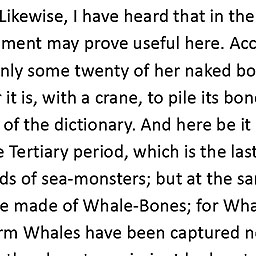 Likewise, I have heard that in the
ment may prove useful here. Acc
nly some twenty of her naked bo
it is, with a crane, to pile its bon
of the dictionary. And here be it
Tertiary period, which is the last
ds of sea-monsters; but at the sa
e made of Whale-Bones; for Wha
rm Whales have been captured n